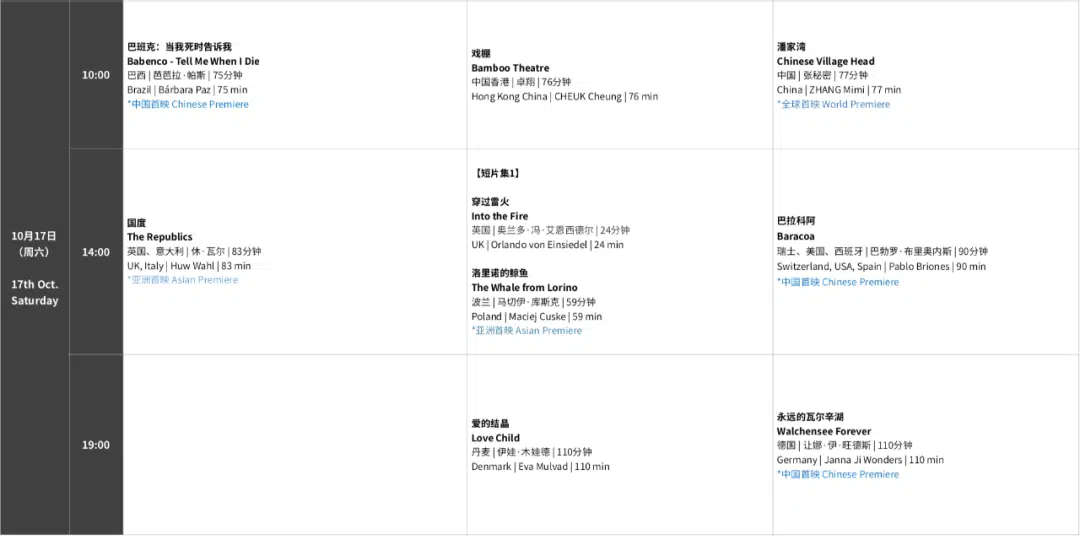 10月17日
（周六）
17th Oct.
Saturday
10:00
巴班克：当我死时告诉我
Babenco - Tell Me When I Die
巴西 | 芭芭拉·帕斯 | 75分钟
Brazil | Bárbara Paz | 75 min
*中国首映 Chinese Premiere
戏棚
Bamboo Theatre
中国香港 | 卓翔 | 76分钟
Hong Kong China | CHEUK Cheung | 76 min
潘家湾
Chinese Village Head
中国 | 张秘密 | 77分钟
China | ZHANG Mimi | 77 min
*全球首映 World Premiere
14:00
国度
The Republics
英国、意大利 | 休·瓦尔 | 83分钟
UK, Italy | Huw Wahl | 83 min
*亚洲首映 Asian Premiere
【短片集1】
穿过雷火
Into the Fire
英国 | 奥兰多·冯·艾恩西德尔 | 24分钟
UK | Orlando von Einsiedel | 24 min
洛里诺的鲸鱼
The Whale from Lorino
波兰 | 马切伊·库斯克 | 59分钟
Poland | Maciej Cuske | 59 min
*亚洲首映 Asian Premiere
巴拉科阿
Baracoa
瑞士、美国、西班牙 | 巴勃罗·布里奥内斯 | 90分钟
Switzerland, USA, Spain | Pablo Briones | 90 min
*中国首映 Chinese Premiere
19:00
爱的结晶
Love Child
丹麦 | 伊娃·木娃德 | 110分钟
Denmark | Eva Mulvad | 110 min
永远的瓦尔辛湖
Walchensee Forever
德国 | 让娜·伊·旺德斯 | 110分钟
Germany | Janna Ji Wonders | 110 min
*中国首映 Chinese Premiere